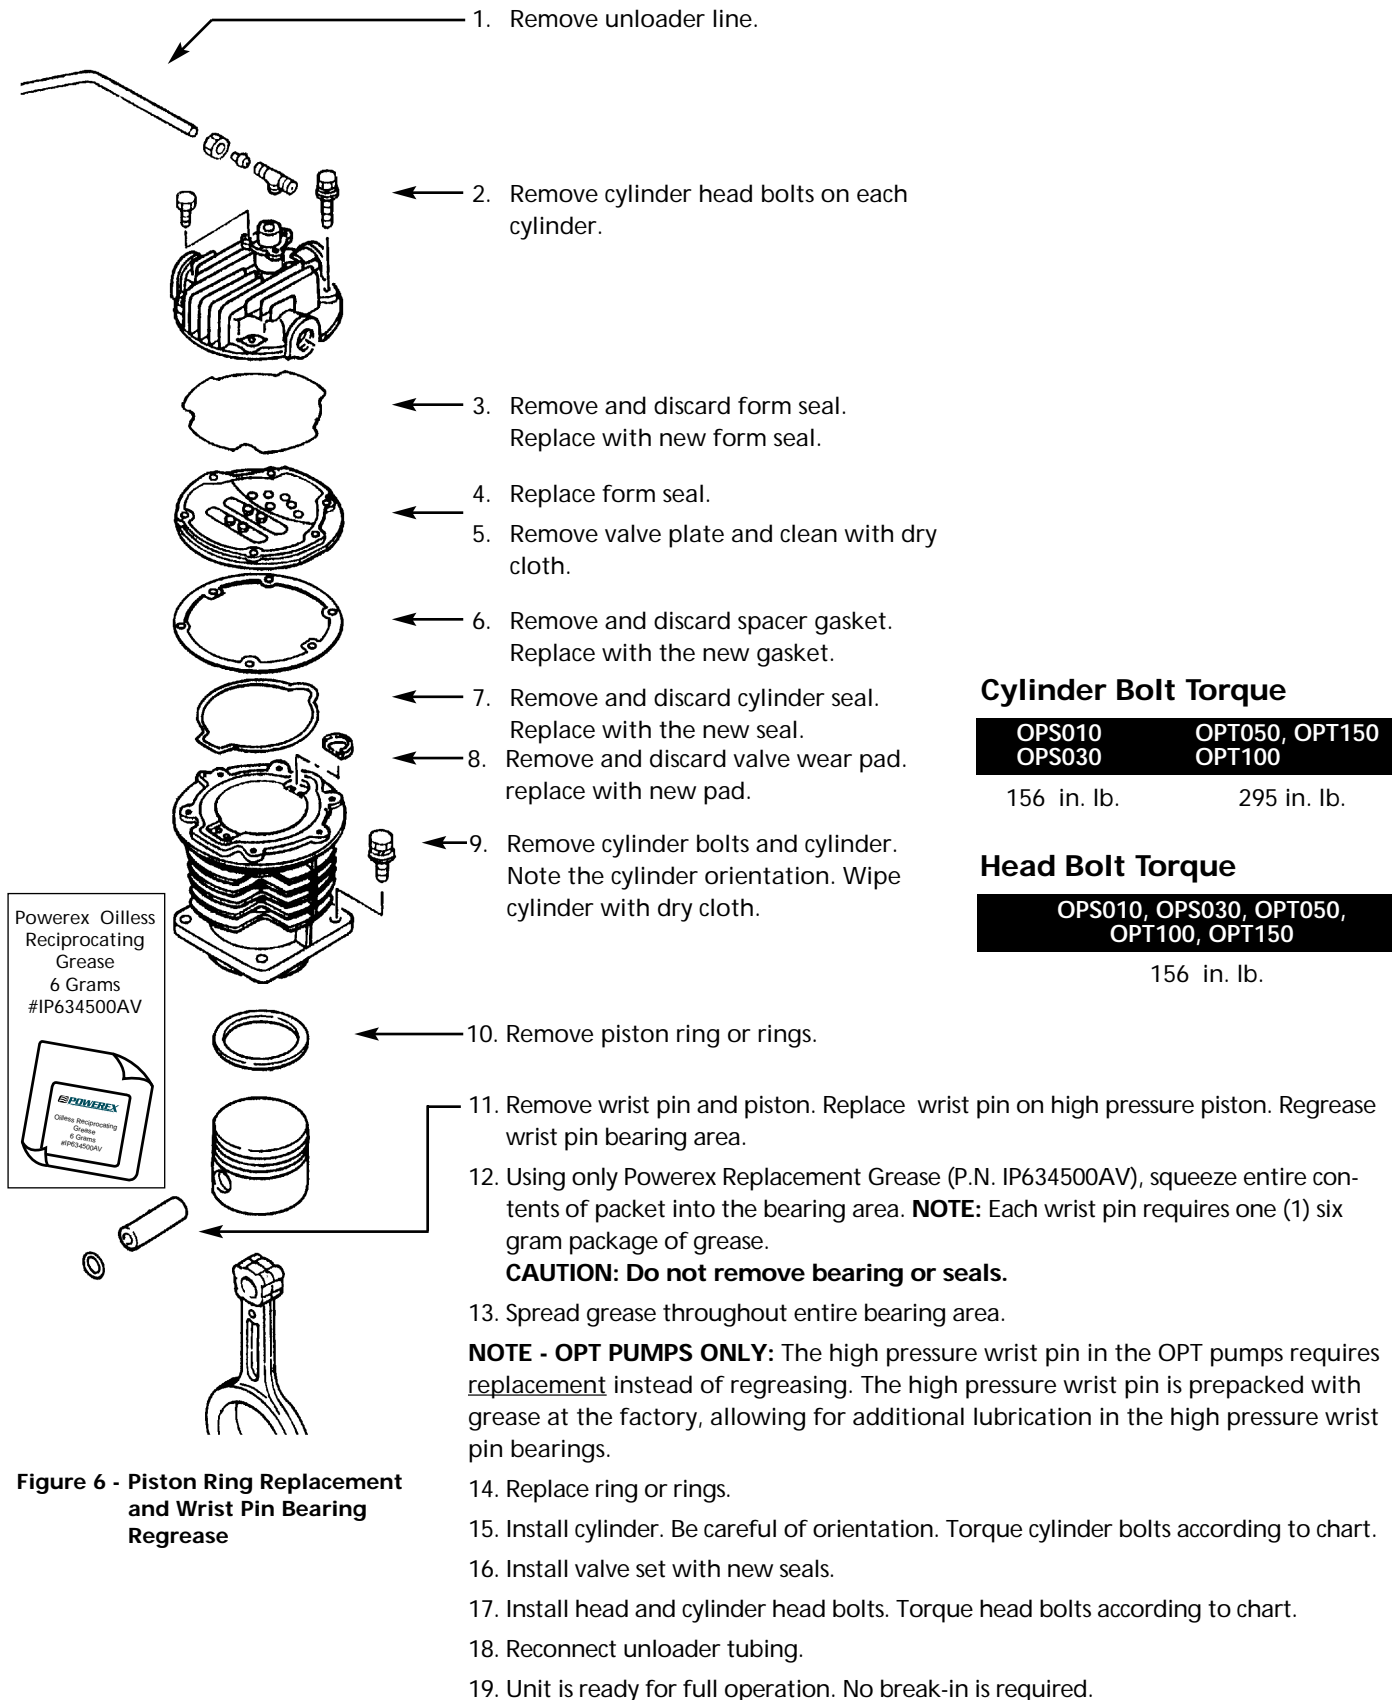 1. Remove unloader line.
2. Remove cylinder head bolts on each
cylinder.
3. Remove and discard form seal.
Replace with new form seal.
4. Replace form seal.
5. Remove valve plate and clean with dry
cloth.
6. Remove and discard spacer gasket.
Replace with the new gasket.
7. Remove and discard cylinder seal.
Replace with the new seal.
8. Remove and discard valve wear pad.
replace with new pad.
9. Remove cylinder bolts and cylinder.
Note the cylinder orientation. Wipe
cylinder with dry cloth.
Cylinder Bolt Torque
OPS010 OPT050, OPT150
OPS030 OPT100
156 in. lb. 295 in. lb.
Head Bolt Torque
OPS010, OPS030, OPT050,
OPT100, OPT150
156 in. lb.
Powerex Oilless
Reciprocating
Grease
6 Grams
#IP634500AV
POWEREX
Oilless Reciprocating
Grease
6 Grams
#IP634500AV
10. Remove piston ring or rings.
11. Remove wrist pin and piston. Replace wrist pin on high pressure piston. Regrease
wrist pin bearing area.
12. Using only Powerex Replacement Grease (P.N. IP634500AV), squeeze entire con-
tents of packet into the bearing area. NOTE: Each wrist pin requires one (1) six
gram package of grease.
CAUTION: Do not remove bearing or seals.
13. Spread grease throughout entire bearing area.
NOTE - OPT PUMPS ONLY: The high pressure wrist pin in the OPT pumps requires
replacement instead of regreasing. The high pressure wrist pin is prepacked with
grease at the factory, allowing for additional lubrication in the high pressure wrist
pin bearings.
14. Replace ring or rings.
15. Install cylinder. Be careful of orientation. Torque cylinder bolts according to chart.
16. Install valve set with new seals.
17. Install head and cylinder head bolts. Torque head bolts according to chart.
18. Reconnect unloader tubing.
19. Unit is ready for full operation. No break-in is required.
Figure 6 - Piston Ring Replacement
and Wrist Pin Bearing
Regrease